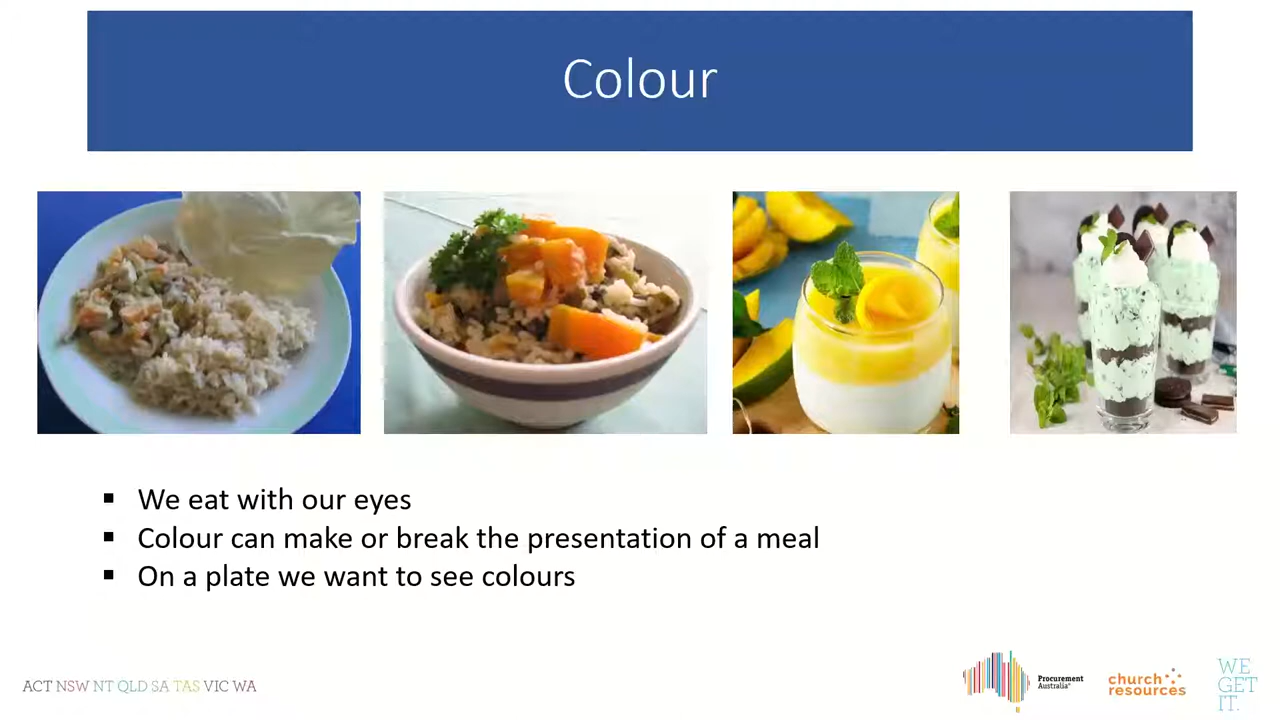 Colour
▪ We eat with our eyes
▪ Colour can make or break the presentation of a meal
▪ On a plate we want to see colours
ACT NSW NT QLD SA TAS VIC WA
Procurement
Australia
church
resources
WE
GET
IT.